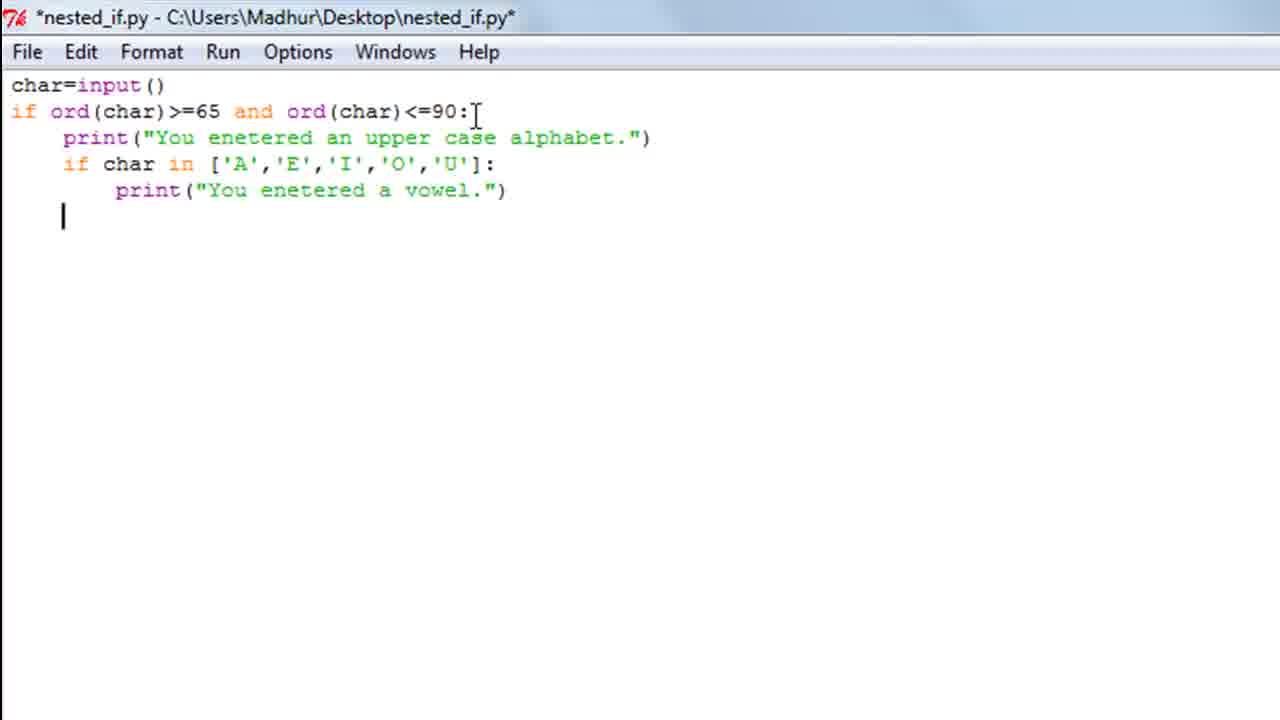 *nested_if.py - C:\Users\Madhur\Desktop\nested_if.py*
File Edit Format Run Options Windows Help
char=input()
if ord(char)>=65 and ord(char)<=90:
    print("You enetered an upper case alphabet.")
    if char in ['A','E','I','O','U']:
        print("You enetered a vowel.")